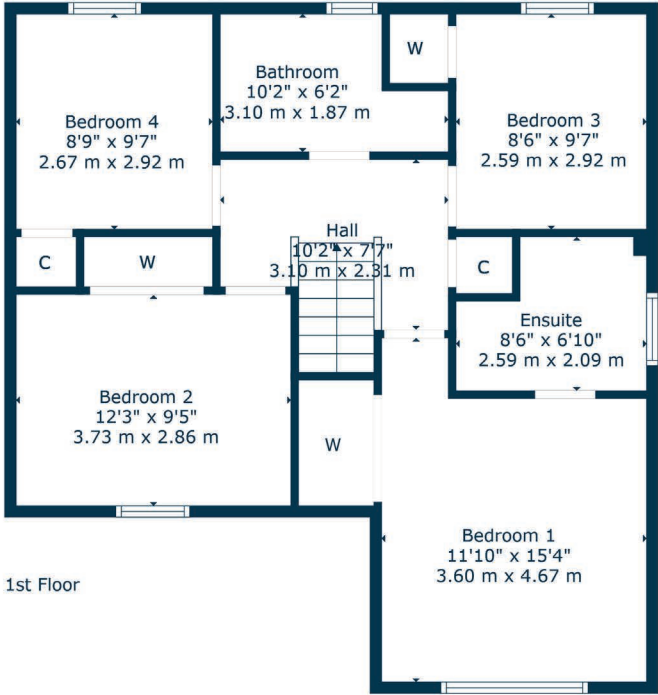 Bedroom 4
8'9" x 9'7"
2.67 m x 2.92 m
Bathroom
10'2" x 6'2"
3.10 m x 1.87 m
W
Bedroom 3
8'6" x 9'7"
2.59 m x 2.92 m
Hall
10'2" x 7'7"
3.10 m x 2.31 m
C
W
C
Ensuite
8'6" x 6'10"
2.59 m x 2.09 m
Bedroom 2
12'3" x 9'5"
3.73 m x 2.86 m
W
Bedroom 1
11'10" x 15'4"
3.60 m x 4.67 m
1st Floor